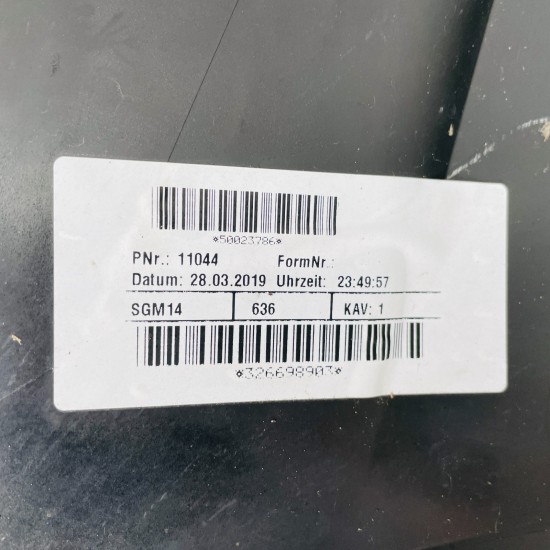 *50023786*
PNr.: 11044 FormNr.:
Datum: 28.03.2019 Uhrzeit: 23:49:57
SGM14 636 KAV: 1
*326698903*